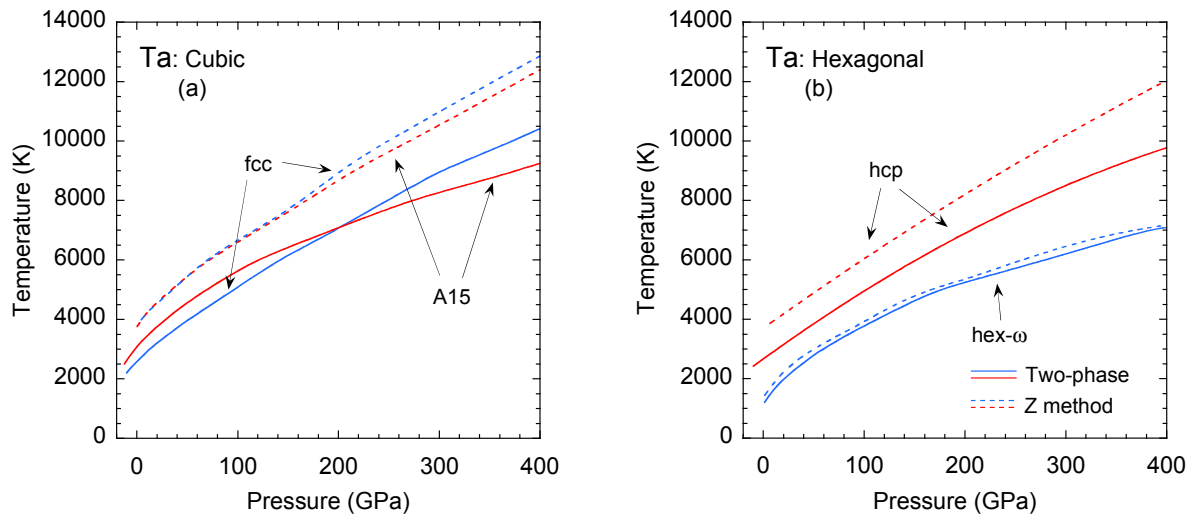 14000
12000
10000
8000
6000
4000
2000
0
Temperature (K)
Ta: Cubic
(a)
fcc
A15
0 100 200 300 400
Pressure (GPa)
14000
12000
10000
8000
6000
4000
2000
0
Temperature (K)
Ta: Hexagonal
(b)
hcp
hex-ω
Two-phase
Z method
0 100 200 300 400
Pressure (GPa)